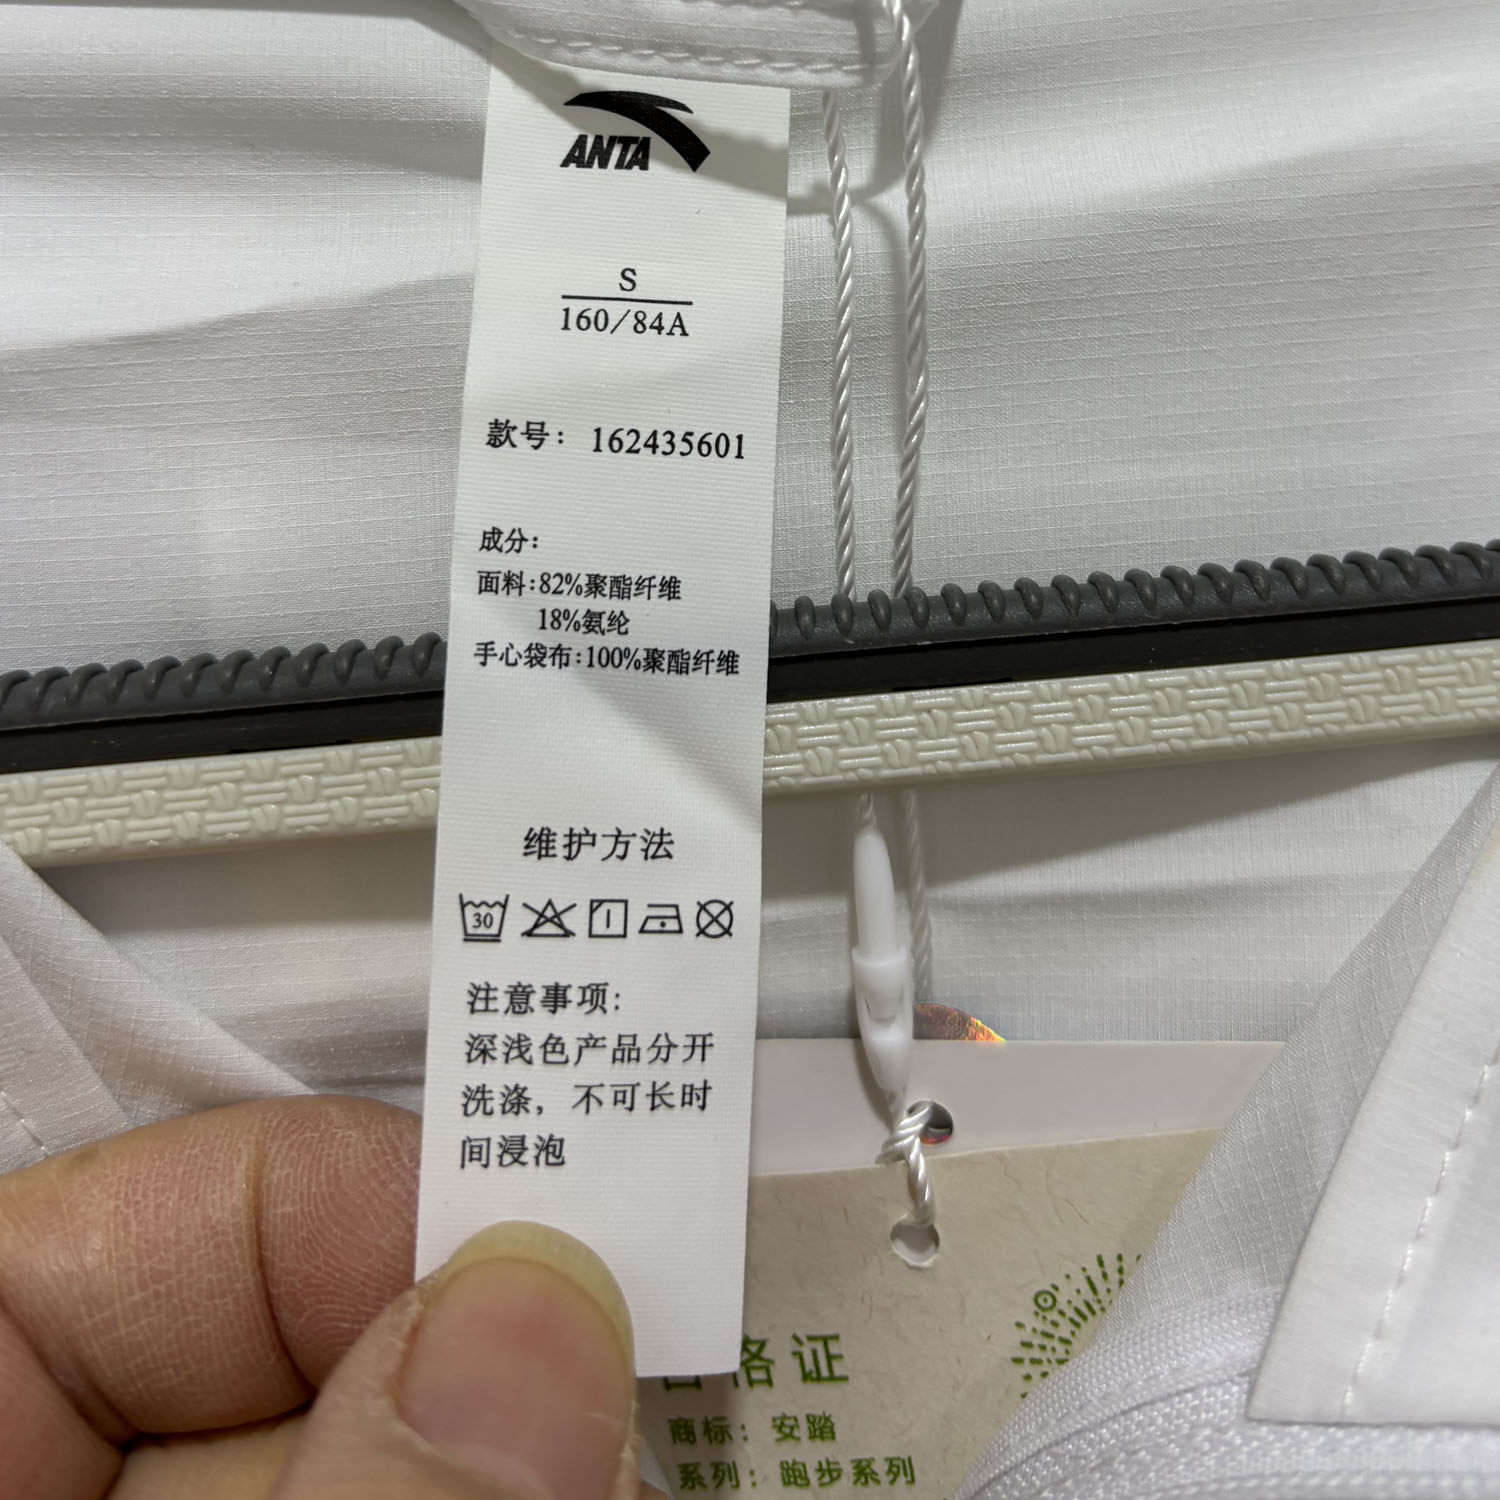 ANTA
S
160/84A
款号: 162435601
成分:
面料:82%聚酯纤维
18%氨纶
手心袋布:100%聚酯纤维
维护方法
30
注意事项:
深浅色产品分开
洗涤，不可长时
间浸泡
格证
商标: 安踏
系列: 跑步系列